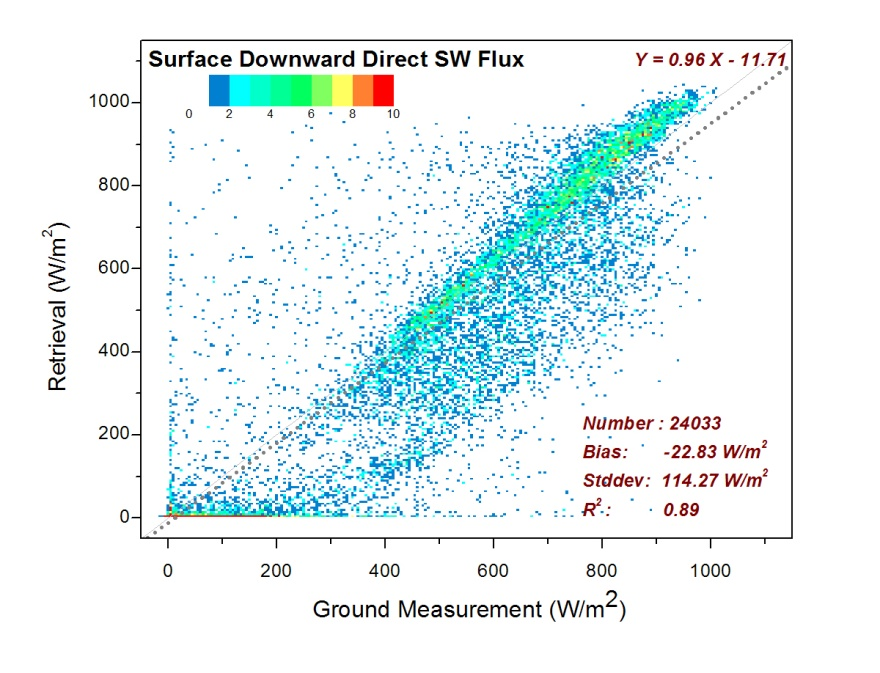 Surface Downward Direct SW Flux
Y = 0.96 X - 11.71
0 2 4 6 8 10
1000
800
600
400
200
0
Retrieval (W/m²)
Number : 24033
Bias: -22.83 W/m²
Stddev: 114.27 W/m²
R²: 0.89
0 200 400 600 800 1000
Ground Measurement (W/m²)